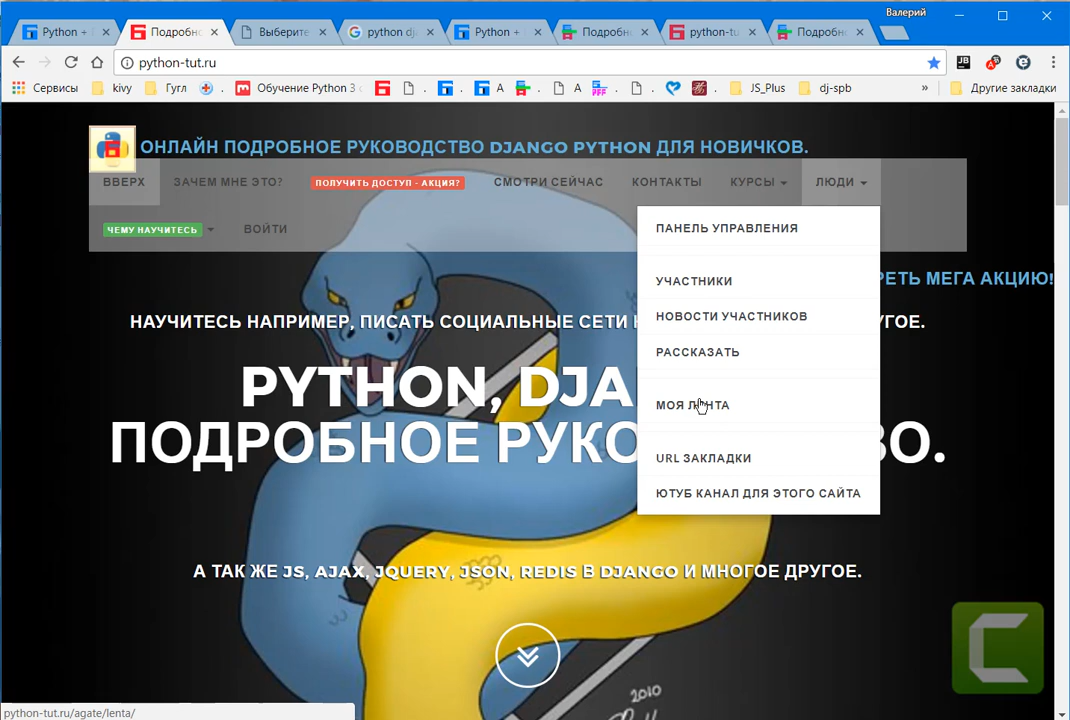 Валерий
Python +
Подробно
Выберите
python dj
Python +
Подробн
python-tu
Подробн
python-tut.ru
JB
Сервисы kivy Гугл Обучение Python 3 с A A PFF JS_Plus dj-spb » Другие закладки
ОНЛАЙН ПОДРОБНОЕ РУКОВОДСТВО DJANGO PYTHON ДЛЯ НОВИЧКОВ.
ВВЕРХ ЗАЧЕМ МНЕ ЭТО? ПОЛУЧИТЬ ДОСТУП - АКЦИЯ? СМОТРИ СЕЙЧАС КОНТАКТЫ КУРСЫ ЛЮДИ
ЧЕМУ НАУЧИТЕСЬ ВОЙТИ
ПАНЕЛЬ УПРАВЛЕНИЯ
УЧАСТНИКИ
НОВОСТИ УЧАСТНИКОВ
РАССКАЗАТЬ
МОЯ ЛЕНТА
URL ЗАКЛАДКИ
ЮТУБ КАНАЛ ДЛЯ ЭТОГО САЙТА
РЕТЬ МЕГА АКЦИЮ!
НАУЧИТЕСЬ НАПРИМЕР, ПИСАТЬ СОЦИАЛЬНЫЕ СЕТИ РУГОЕ.
PYTHON, DJA
ПОДРОБНОЕ РУКО ВО.
А ТАК ЖЕ JS, AJAX, JQUERY, JSON, REDIS В DJANGO И МНОГОЕ ДРУГОЕ.
2010
python-tut.ru/agate/lenta/